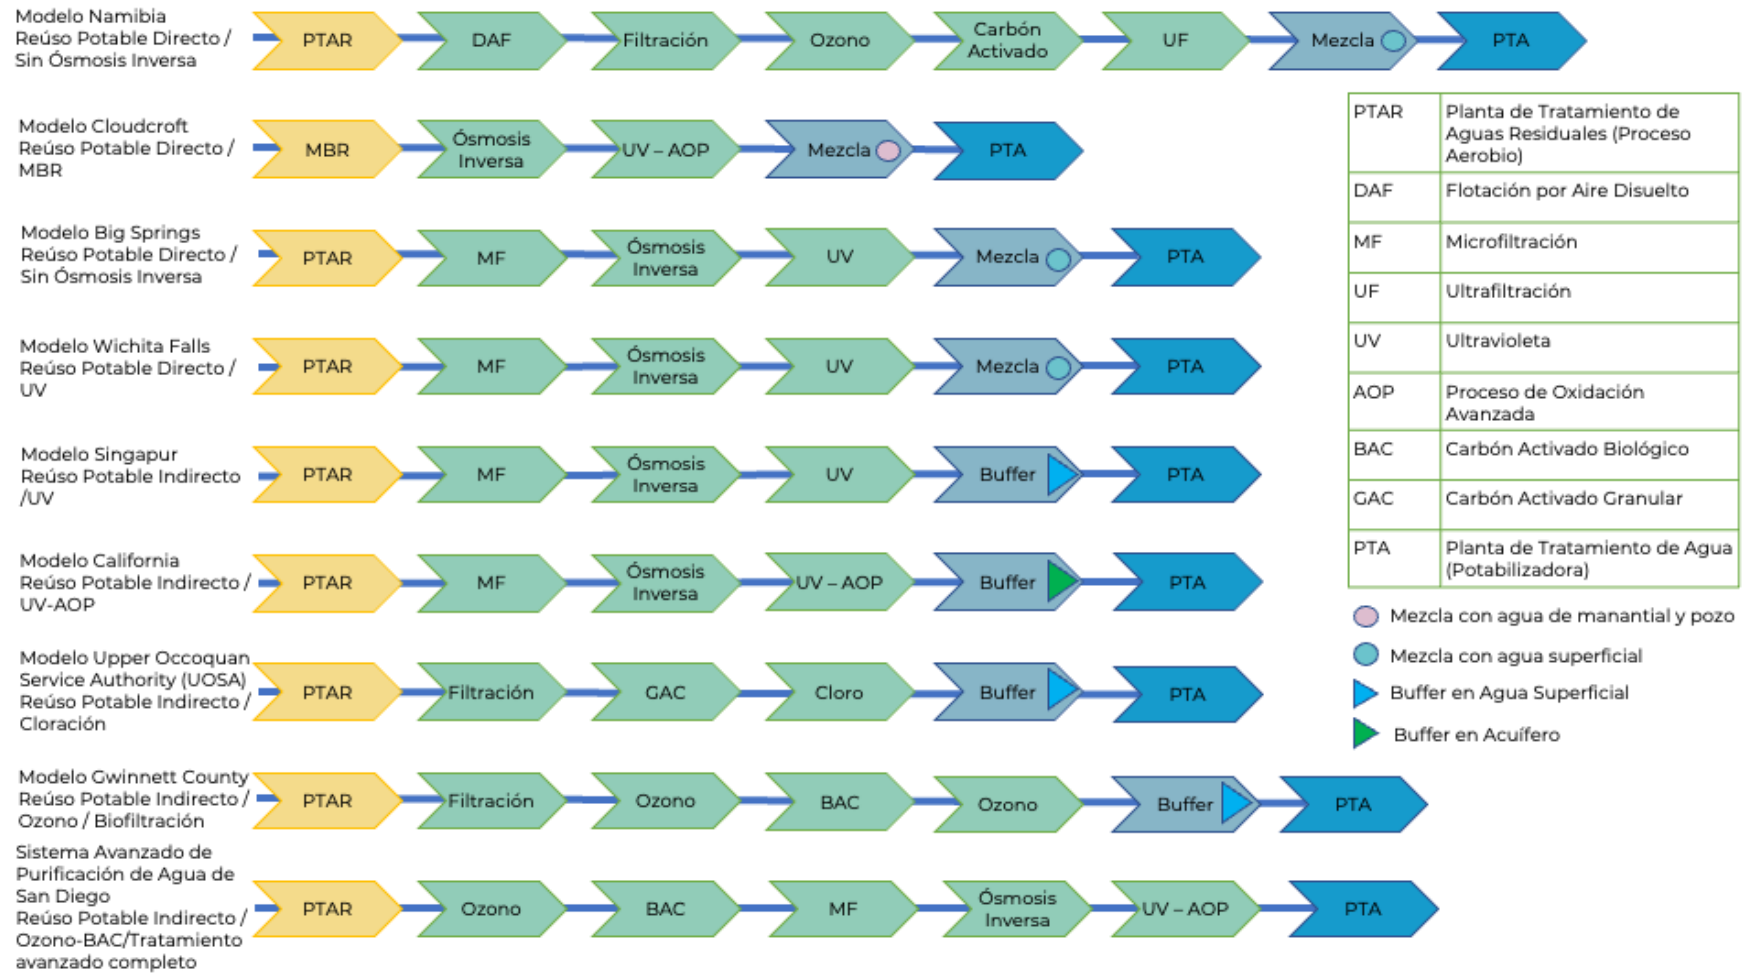 Modelo Namibia
Reúso Potable Directo /
Sin Ósmosis Inversa
PTAR
DAF
Filtración
Ozono
Carbón
Activado
UF
Mezcla
PTA
Modelo Cloudcroft
Reúso Potable Directo /
MBR
MBR
Ósmosis
Inversa
UV – AOP
Mezcla
PTA
Modelo Big Springs
Reúso Potable Directo /
Sin Ósmosis Inversa
PTAR
MF
Ósmosis
Inversa
UV
Mezcla
PTA
Modelo Wichita Falls
Reúso Potable Directo /
UV
PTAR
MF
Ósmosis
Inversa
UV
Mezcla
PTA
Modelo Singapur
Reúso Potable Indirecto
/UV
PTAR
MF
Ósmosis
Inversa
UV
Buffer
PTA
Modelo California
Reúso Potable Indirecto /
UV-AOP
PTAR
MF
Ósmosis
Inversa
UV – AOP
Buffer
PTA
Modelo Upper Occoquan
Service Authority (UOSA)
Reúso Potable Indirecto /
Cloración
PTAR
Filtración
GAC
Cloro
Buffer
PTA
Modelo Gwinnett County
Reúso Potable Indirecto /
Ozono / Biofiltración
PTAR
Filtración
Ozono
BAC
Ozono
Buffer
PTA
Sistema Avanzado de
Purificación de Agua de
San Diego
Reúso Potable Indirecto /
Ozono-BAC/Tratamiento
avanzado completo
PTAR
Ozono
BAC
MF
Ósmosis
Inversa
UV – AOP
PTA
PTAR Planta de Tratamiento de
Aguas Residuales (Proceso
Aerobio)
DAF Flotación por Aire Disuelto
MF Microfiltración
UF Ultrafiltración
UV Ultravioleta
AOP Proceso de Oxidación
Avanzada
BAC Carbón Activado Biológico
GAC Carbón Activado Granular
PTA Planta de Tratamiento de Agua
(Potabilizadora)
Mezcla con agua de manantial y pozo
Mezcla con agua superficial
Buffer en Agua Superficial
Buffer en Acuífero